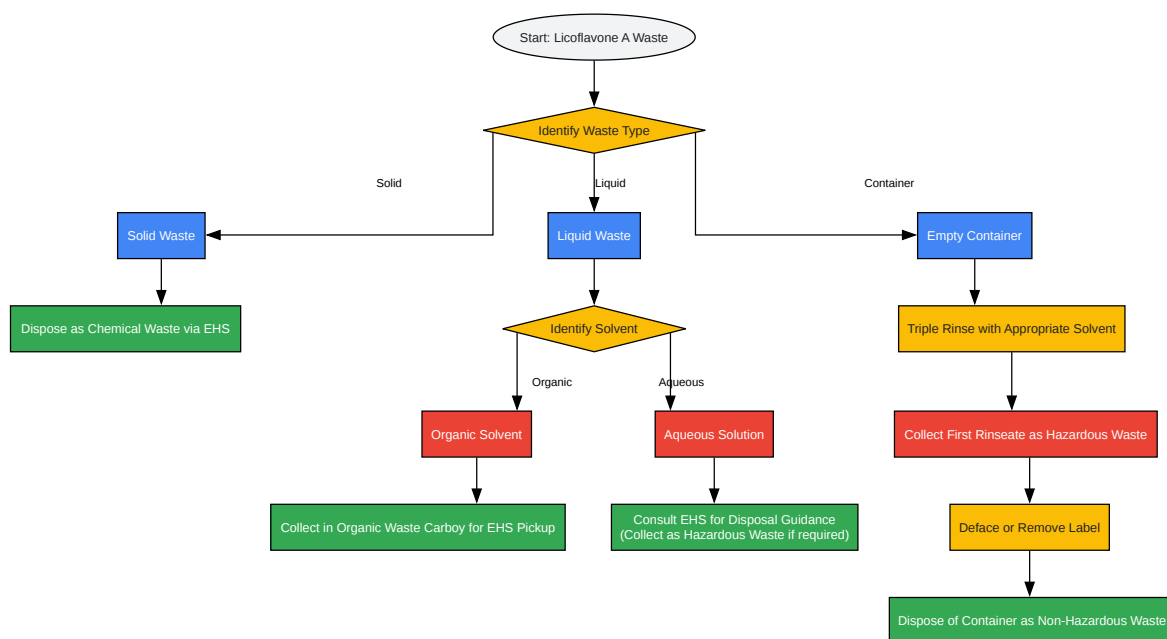 Start: Licoflavone A Waste
Identify Waste Type
Solid
Liquid
Container
Solid Waste
Liquid Waste
Empty Container
Dispose as Chemical Waste via EHS
Identify Solvent
Triple Rinse with Appropriate Solvent
Organic
Aqueous
Organic Solvent
Aqueous Solution
Collect First Rinseate as Hazardous Waste
Collect in Organic Waste Carboy for EHS Pickup
Consult EHS for Disposal Guidance
(Collect as Hazardous Waste if required)
Deface or Remove Label
Dispose of Container as Non-Hazardous Waste